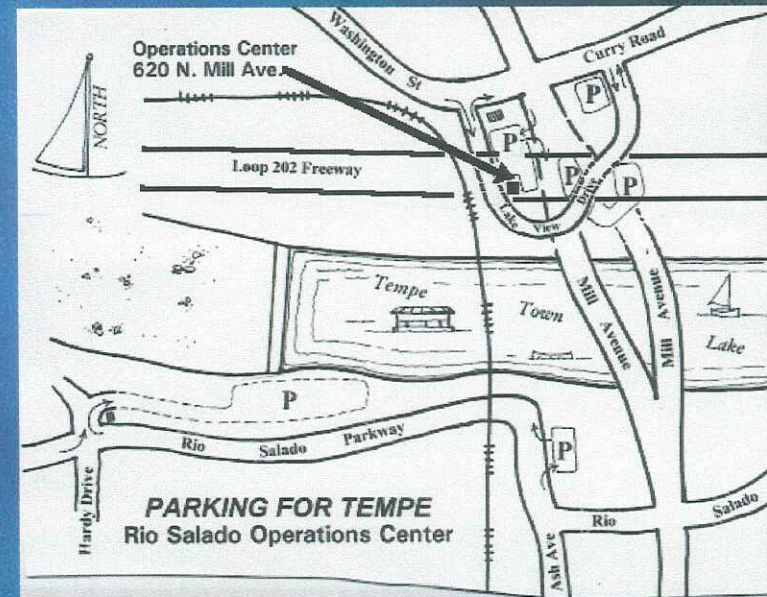 Operations Center
620 N. Mill Ave.
Washington St
Curry Road
NORTH
P
P
P
P
Loop 202 Freeway
Lake View Drive
Tempe
Town
Lake
Mill Avenue
Mill Avenue
P
P
Rio Salado Parkway
Hardy Drive
PARKING FOR TEMPE
Rio Salado Operations Center
Ash Ave
Rio Salado